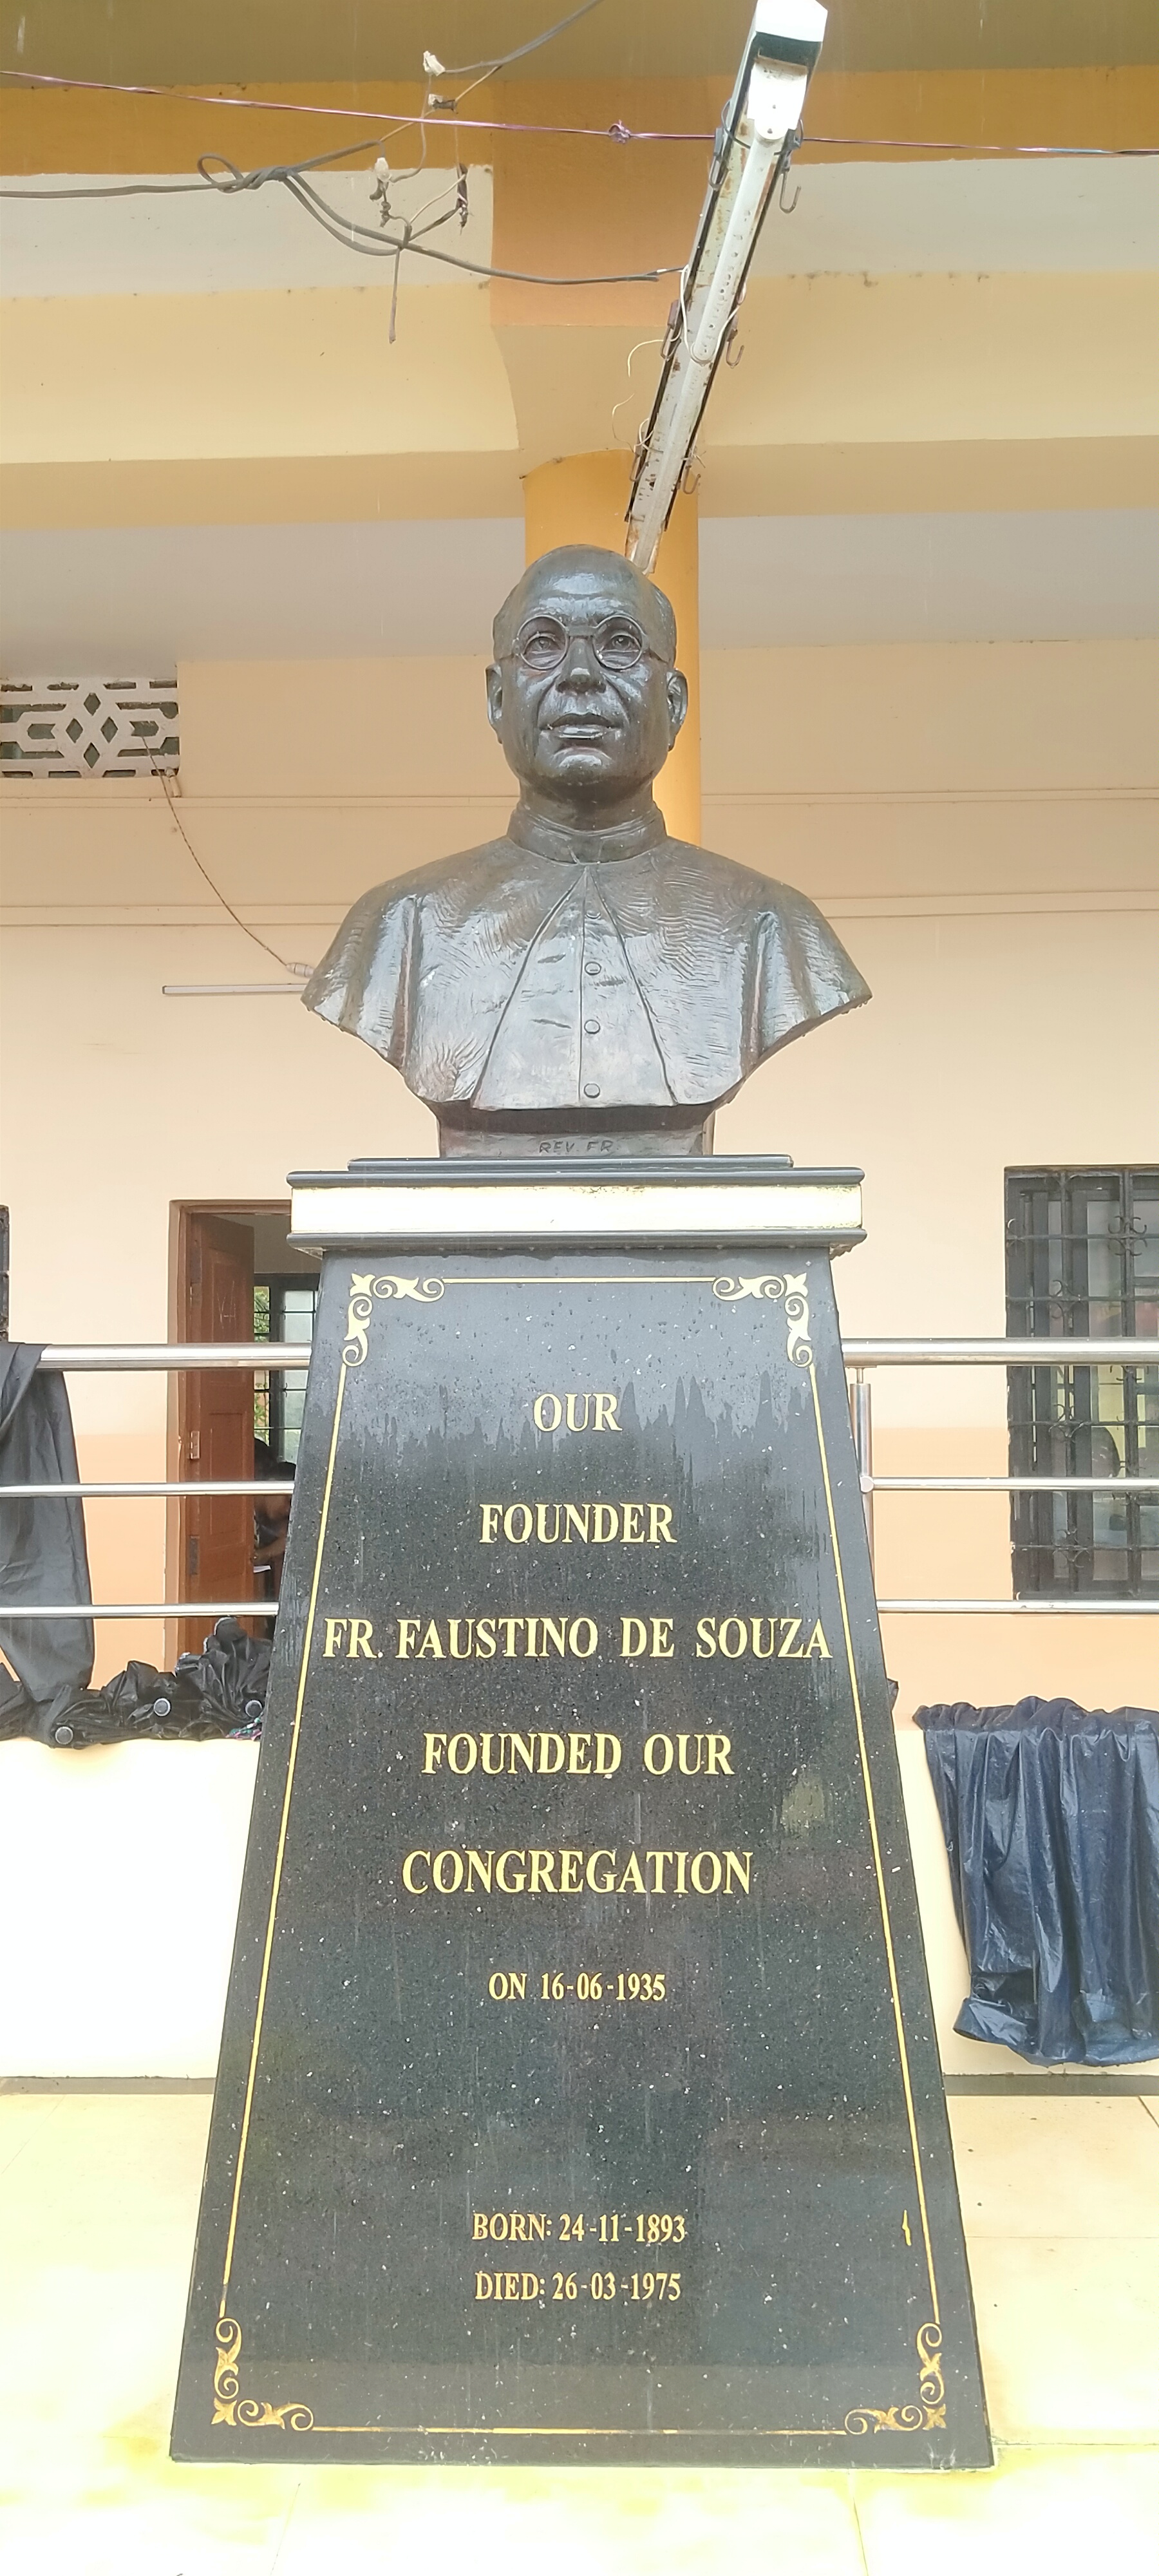 REV. FR
OUR
FOUNDER
FR. FAUSTINO DE SOUZA
FOUNDED OUR
CONGREGATION
ON 16-06-1935
BORN: 24-11-1893
DIED: 26-03-1975